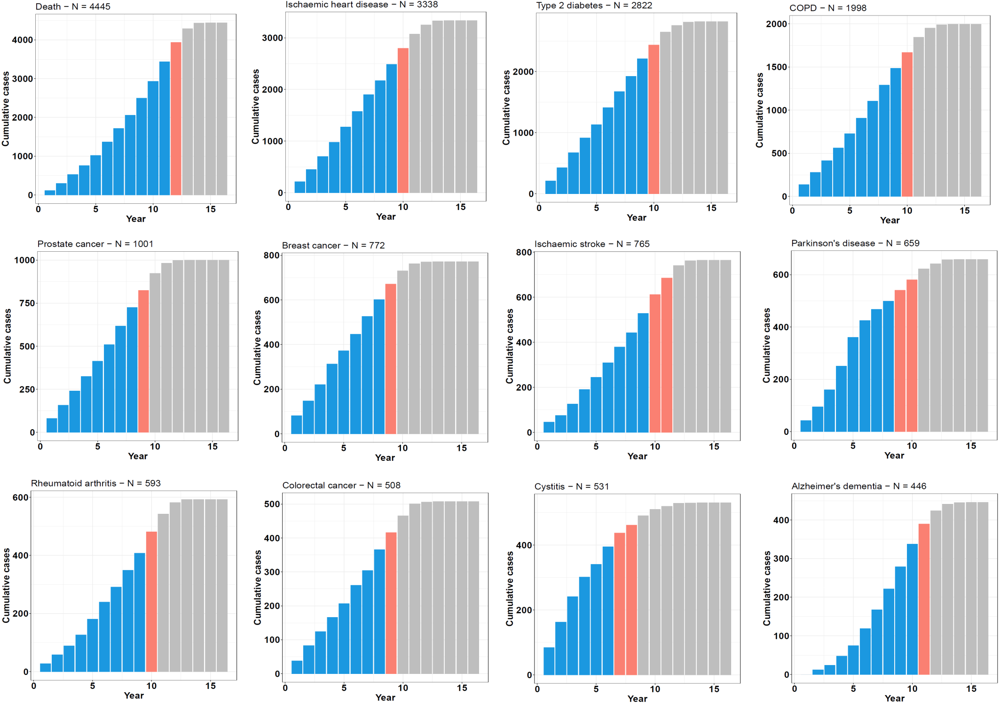 Death − N = 4445
4000
3000
2000
1000
0
Cumulative cases
0 5 10 15
Year
Ischaemic heart disease − N = 3338
3000
2000
1000
0
Cumulative cases
0 5 10 15
Year
Type 2 diabetes − N = 2822
2000
1000
0
Cumulative cases
0 5 10 15
Year
COPD − N = 1998
2000
1500
1000
500
0
Cumulative cases
0 5 10 15
Year
Prostate cancer − N = 1001
1000
750
500
250
0
Cumulative cases
0 5 10 15
Year
Breast cancer − N = 772
800
600
400
200
0
Cumulative cases
0 5 10 15
Year
Ischaemic stroke − N = 765
800
600
400
200
0
Cumulative cases
0 5 10 15
Year
Parkinson's disease − N = 659
600
400
200
0
Cumulative cases
0 5 10 15
Year
Rheumatoid arthritis − N = 593
600
400
200
0
Cumulative cases
0 5 10 15
Year
Colorectal cancer − N = 508
500
400
300
200
100
0
Cumulative cases
0 5 10 15
Year
Cystitis − N = 531
400
200
0
Cumulative cases
0 5 10 15
Year
Alzheimer's dementia − N = 446
400
300
200
100
0
Cumulative cases
0 5 10 15
Year